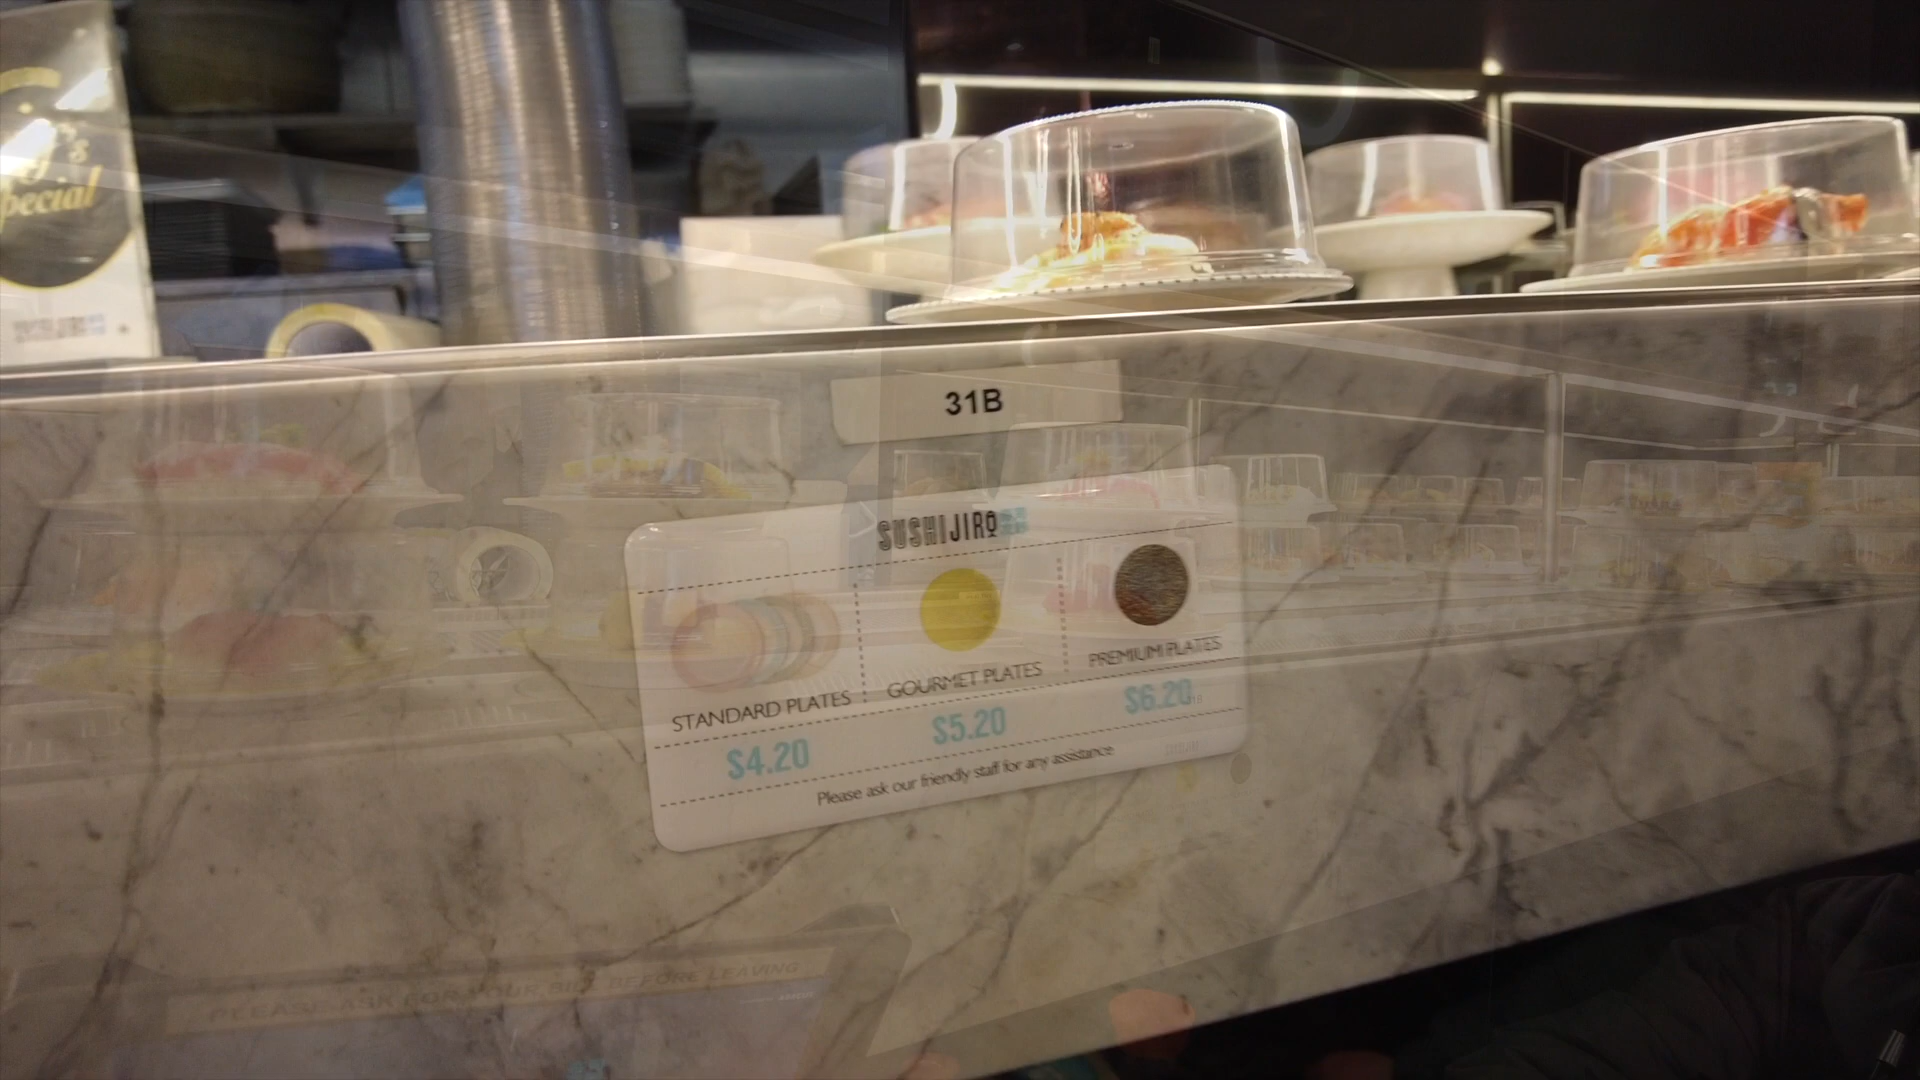 pecial
31B
SUSHIJIRO
STANDARD PLATES
GOURMET PLATES
PREMIUM PLATES
$4.20
$5.20
$6.20
Please ask our friendly staff for any assistance
PLEASE ASK FOR YOUR BILL BEFORE LEAVING